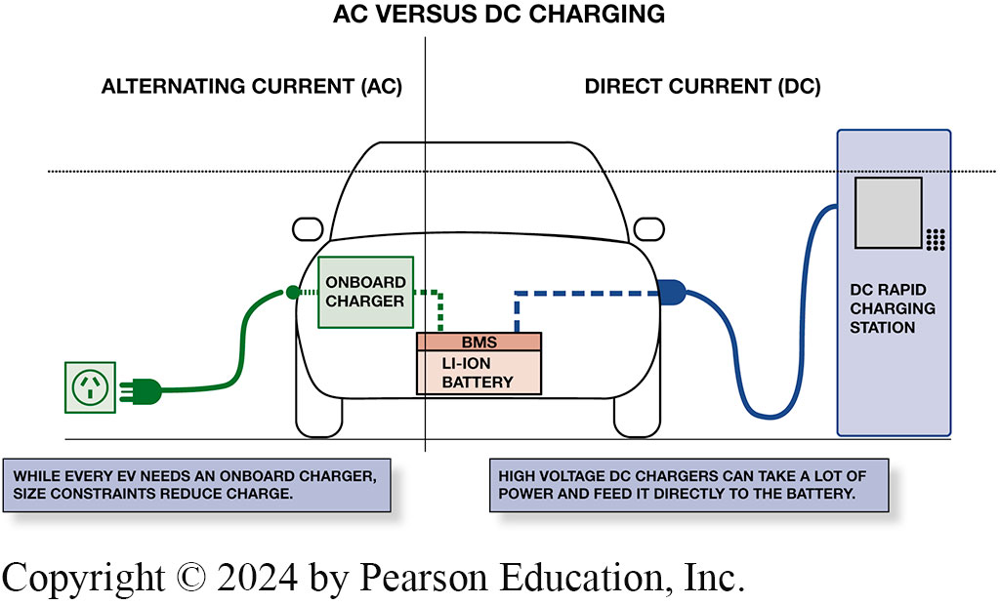 AC VERSUS DC CHARGING
ALTERNATING CURRENT (AC)
DIRECT CURRENT (DC)
ONBOARD
CHARGER
DC RAPID
CHARGING
STATION
BMS
LI-ION
BATTERY
WHILE EVERY EV NEEDS AN ONBOARD CHARGER,
SIZE CONSTRAINTS REDUCE CHARGE.
HIGH VOLTAGE DC CHARGERS CAN TAKE A LOT OF
POWER AND FEED IT DIRECTLY TO THE BATTERY.
Copyright © 2024 by Pearson Education, Inc.